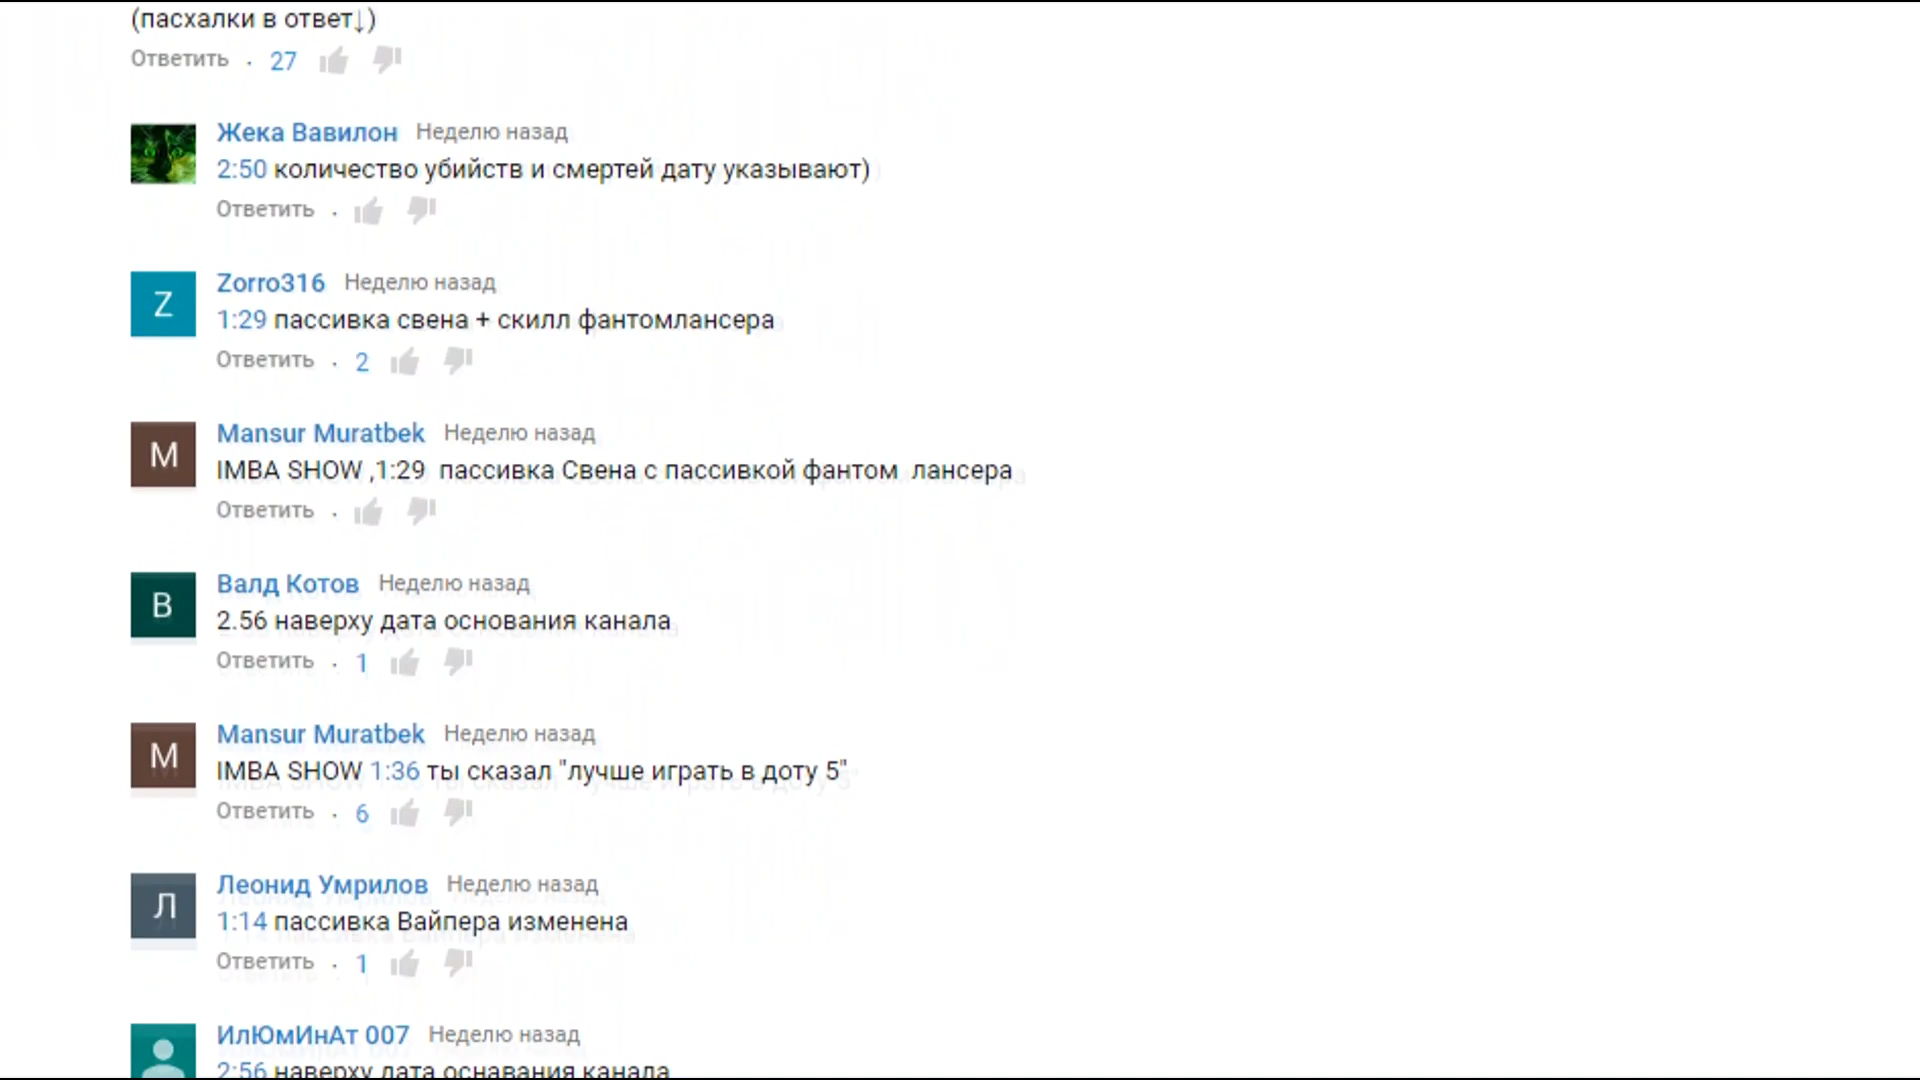 (пасхалки в ответ↓)
Ответить · 27
Жека Вавилон Неделю назад
2:50 количество убийств и смертей дату указывают)
Ответить ·
Z
Zorro316 Неделю назад
1:29 пассивка свена + скилл фантомлансера
Ответить · 2
M
Mansur Muratbek Неделю назад
IMBA SHOW ,1:29 пассивка Свена с пассивкой фантом лансера
Ответить ·
В
Валд Котов Неделю назад
2.56 наверху дата основания канала
Ответить · 1
M
Mansur Muratbek Неделю назад
IMBA SHOW 1:36 ты сказал "лучше играть в доту 5"
Ответить · 6
Л
Леонид Умрилов Неделю назад
1:14 пассивка Вайпера изменена
Ответить · 1
ИлЮмИнАт 007 Неделю назад
2:56 наверху дата оснавания канала